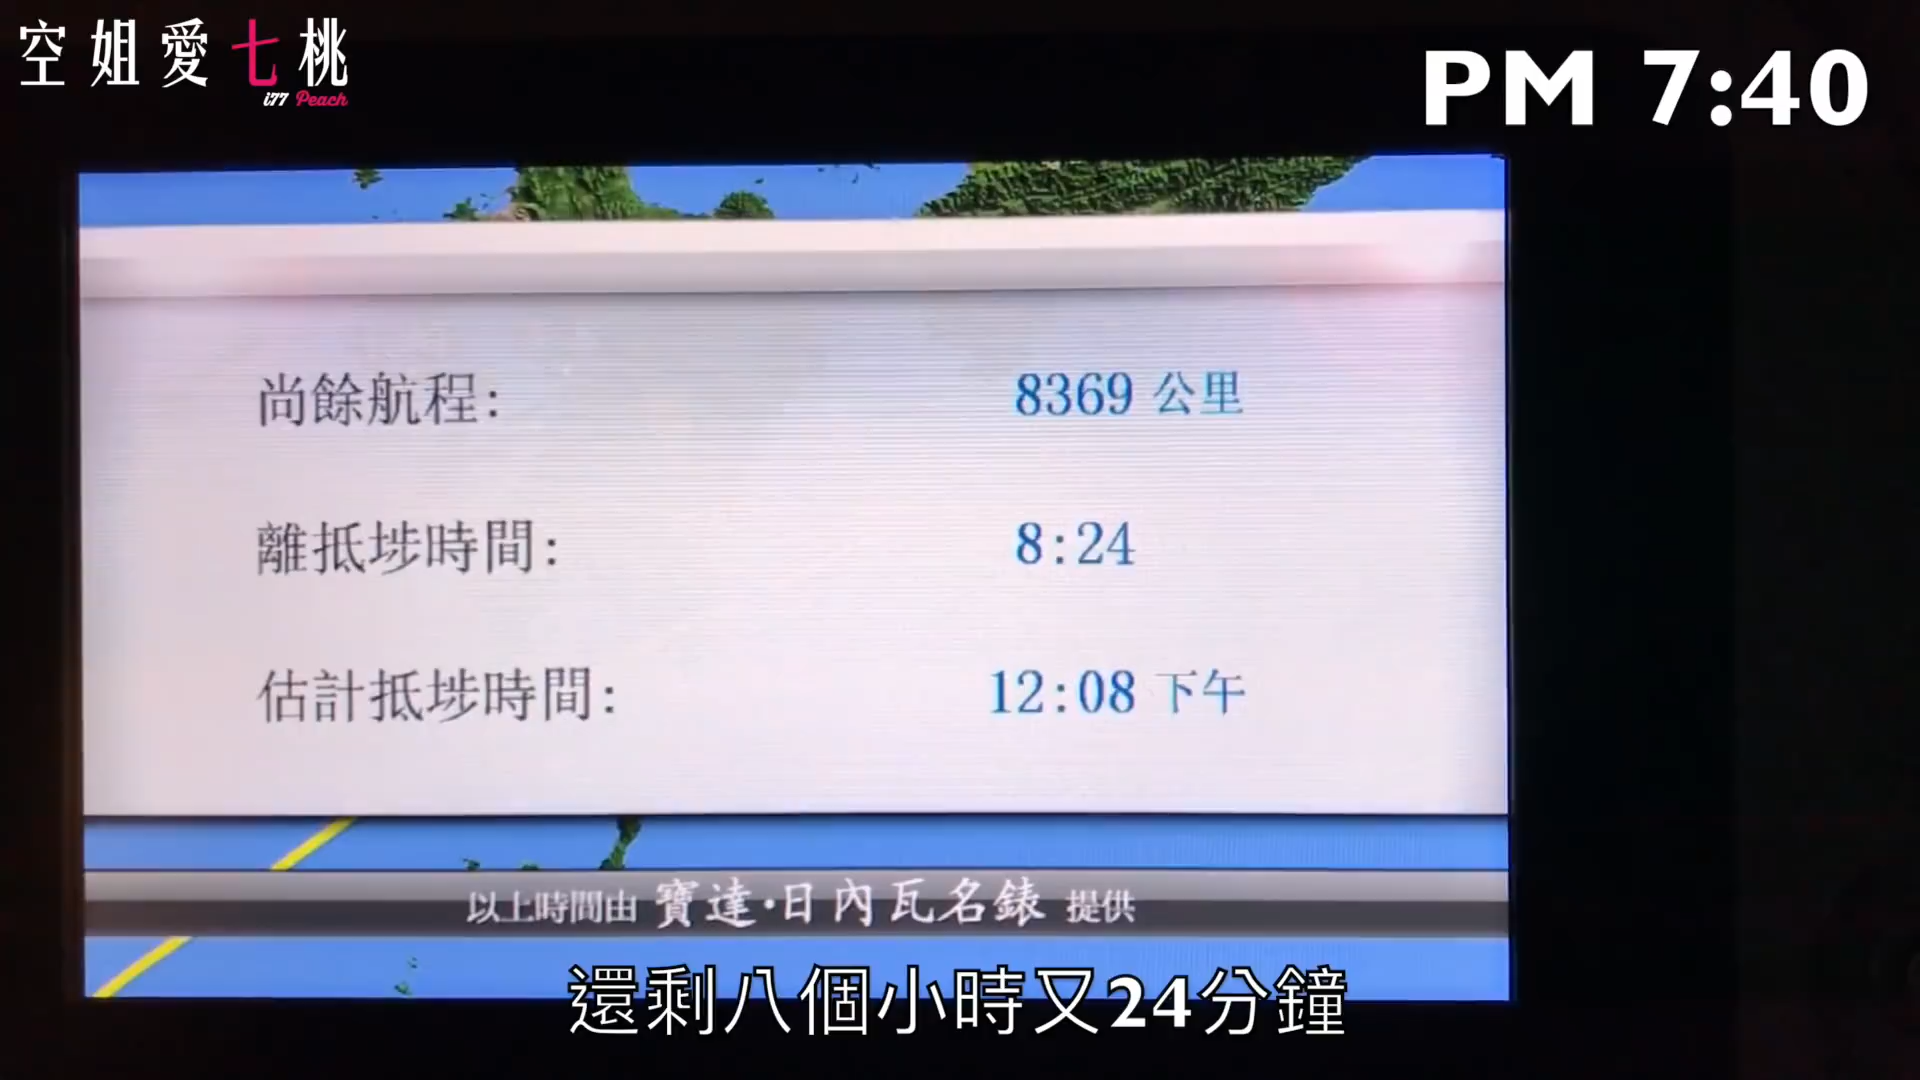 空姐愛七桃
i77 Peach
PM 7:40
尚餘航程: 8369 公里
離抵埗時間: 8:24
估計抵埗時間: 12:08 下午
以上時間由 寶達·日內瓦名錶 提供
還剩八個小時又24分鐘